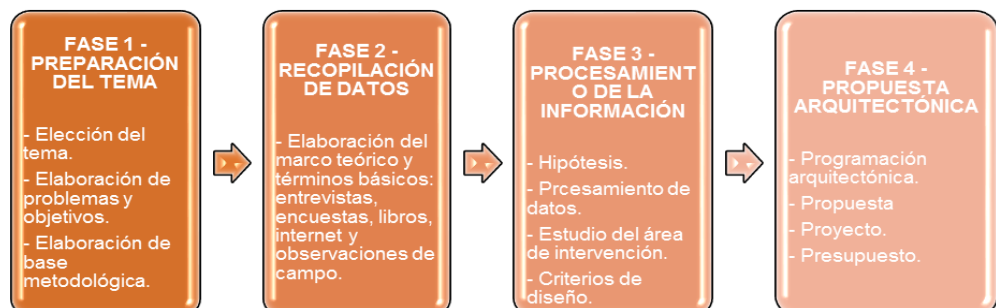 FASE 1 -
PREPARACIÓN
DEL TEMA
- Elección del
tema.
- Elaboración de
problemas y
objetivos.
- Elaboración de
base
metodológica.
FASE 2 -
RECOPILACIÓN
DE DATOS
- Elaboración del
marco teórico y
términos básicos:
entrevistas,
encuestas, libros,
internet y
observaciones de
campo.
FASE 3 -
PROCESAMIENT
O DE LA
INFORMACIÓN
- Hipótesis.
- Prcesamiento de
datos.
- Estudio del área
de intervención.
- Criterios de
diseño.
FASE 4 -
PROPUESTA
ARQUITECTÓNICA
- Programación
arquitectónica.
- Propuesta
- Proyecto.
- Presupuesto.